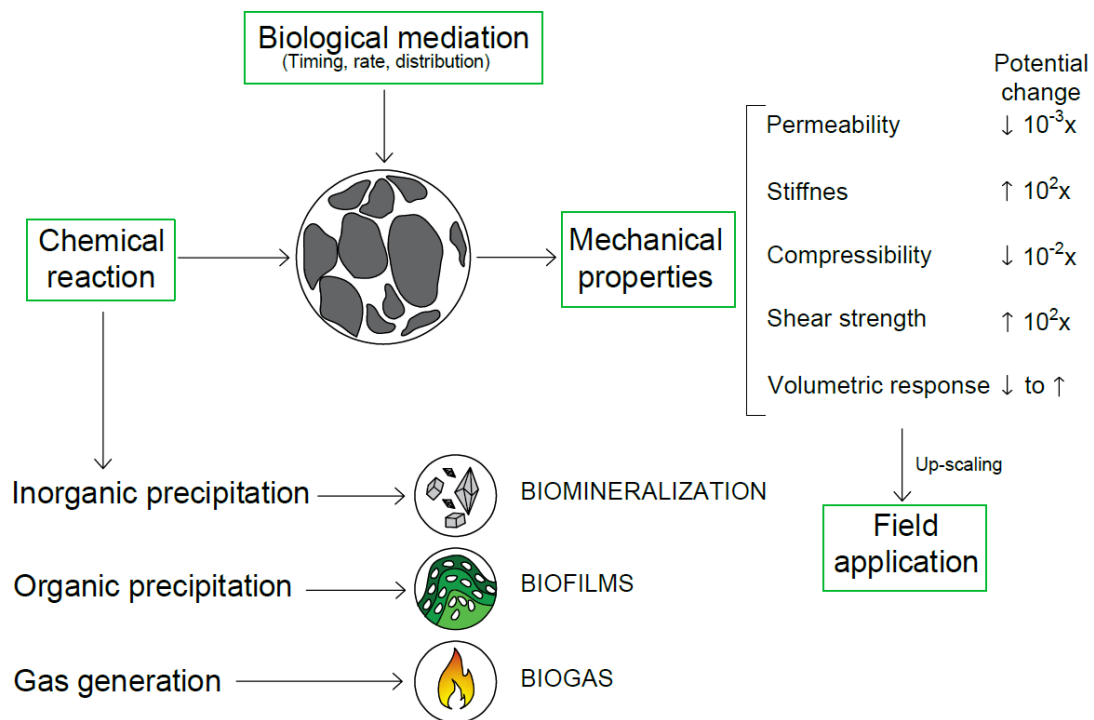 Biological mediation
(Timing, rate, distribution)
Potential
change
Permeability ↓ 10⁻³x
Stiffnes ↑ 10²x
Compressibility ↓ 10⁻²x
Shear strength ↑ 10²x
Volumetric response ↓ to ↑
Chemical
reaction
Mechanical
properties
Up-scaling
Field
application
Inorganic precipitation
BIOMINERALIZATION
Organic precipitation
BIOFILMS
Gas generation
BIOGAS